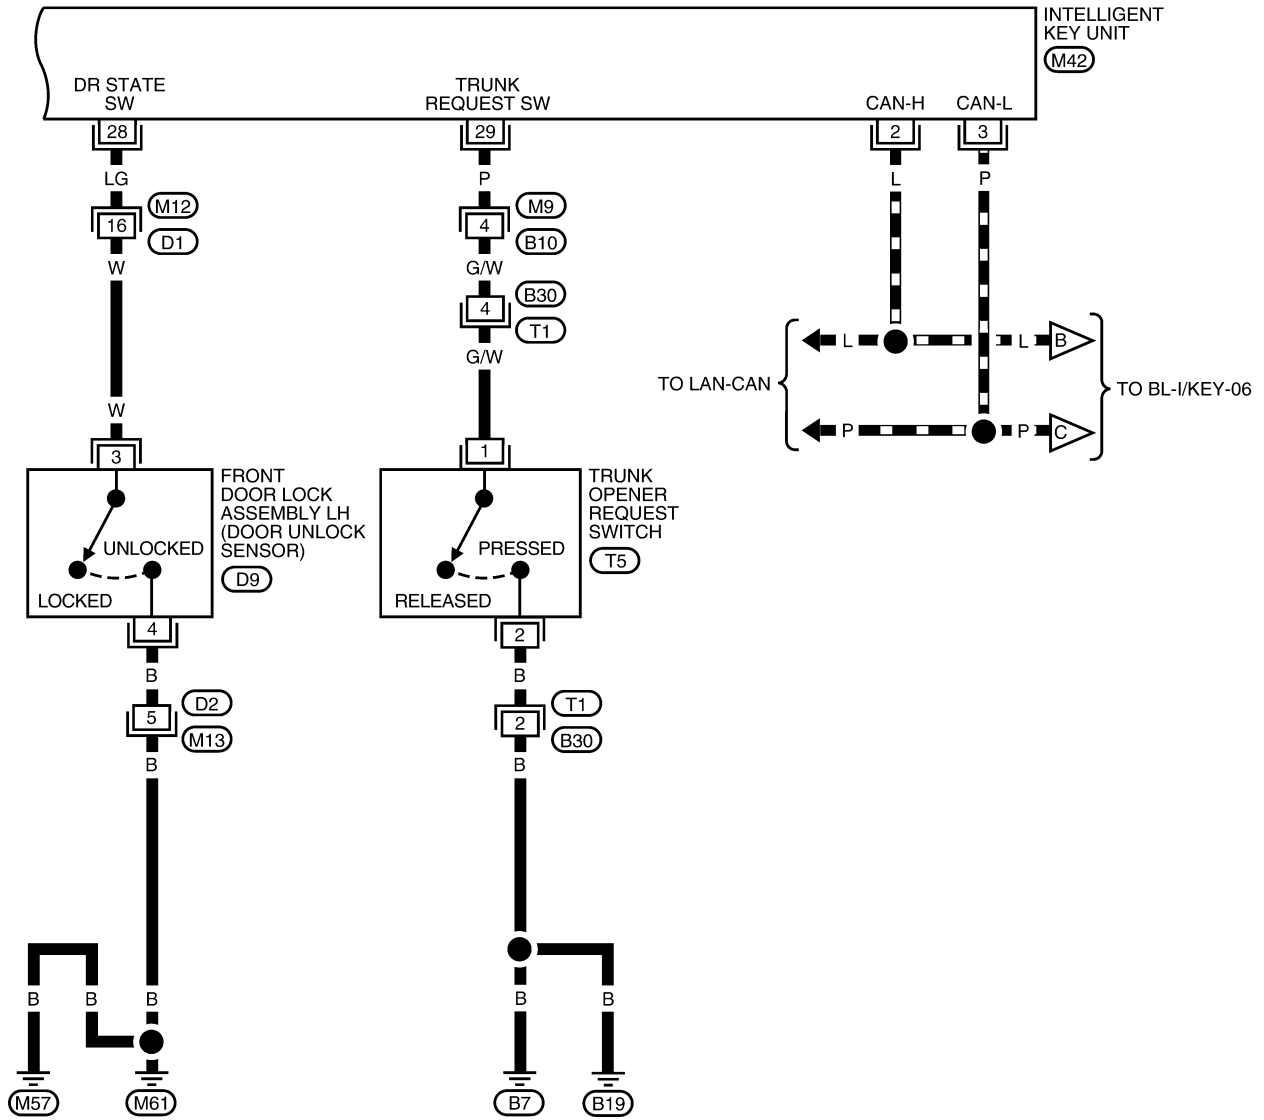 INTELLIGENT
KEY UNIT
M42
DR STATE
SW
TRUNK
REQUEST SW
CAN-H
CAN-L
28
29
2
3
LG
P
L
P
M12
16
D1
M9
4
B10
W
G/W
B30
4
T1
G/W
L
L
B
TO LAN-CAN
TO BL-I/KEY-06
P
P
C
W
3
1
FRONT
DOOR LOCK
ASSEMBLY LH
(DOOR UNLOCK
SENSOR)
D9
UNLOCKED
LOCKED
TRUNK
OPENER
REQUEST
SWITCH
T5
PRESSED
RELEASED
4
2
B
B
D2
5
M13
T1
2
B30
B
B
B
B
B
B
B
M57
M61
B7
B19